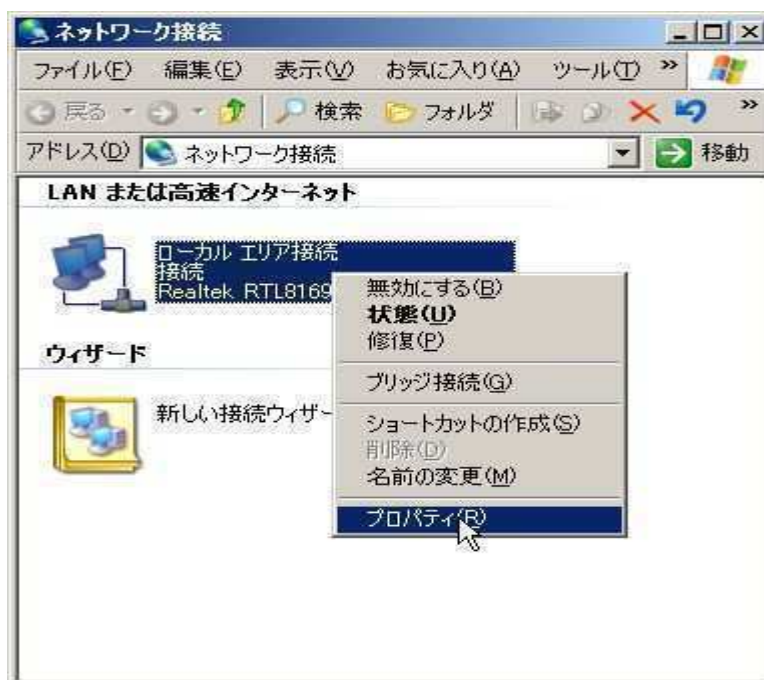 ネットワーク接続
ファイル(F) 編集(E) 表示(V) お気に入り(A) ツール(T) »
戻る 検索 フォルダ »
アドレス(D) ネットワーク接続 移動
LAN または高速インターネット
ローカル エリア接続
接続
Realtek RTL8169
無効にする(B)
状態(U)
修復(P)
ブリッジ接続(G)
ショートカットの作成(S)
削除(D)
名前の変更(M)
プロパティ(R)
ウィザード
新しい接続ウィザー